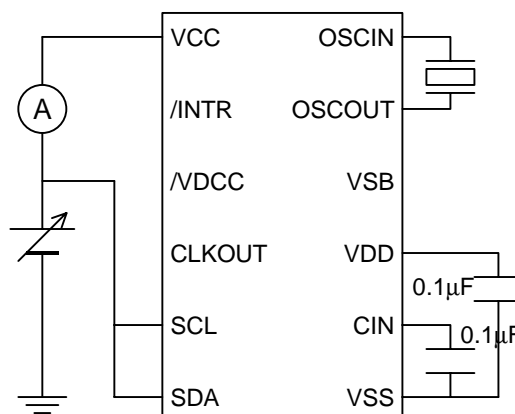 VCC OSCIN
A
/INTR OSCOUT
/VDCC VSB
CLKOUT VDD
0.1µF
SCL CIN
0.1µF
SDA VSS